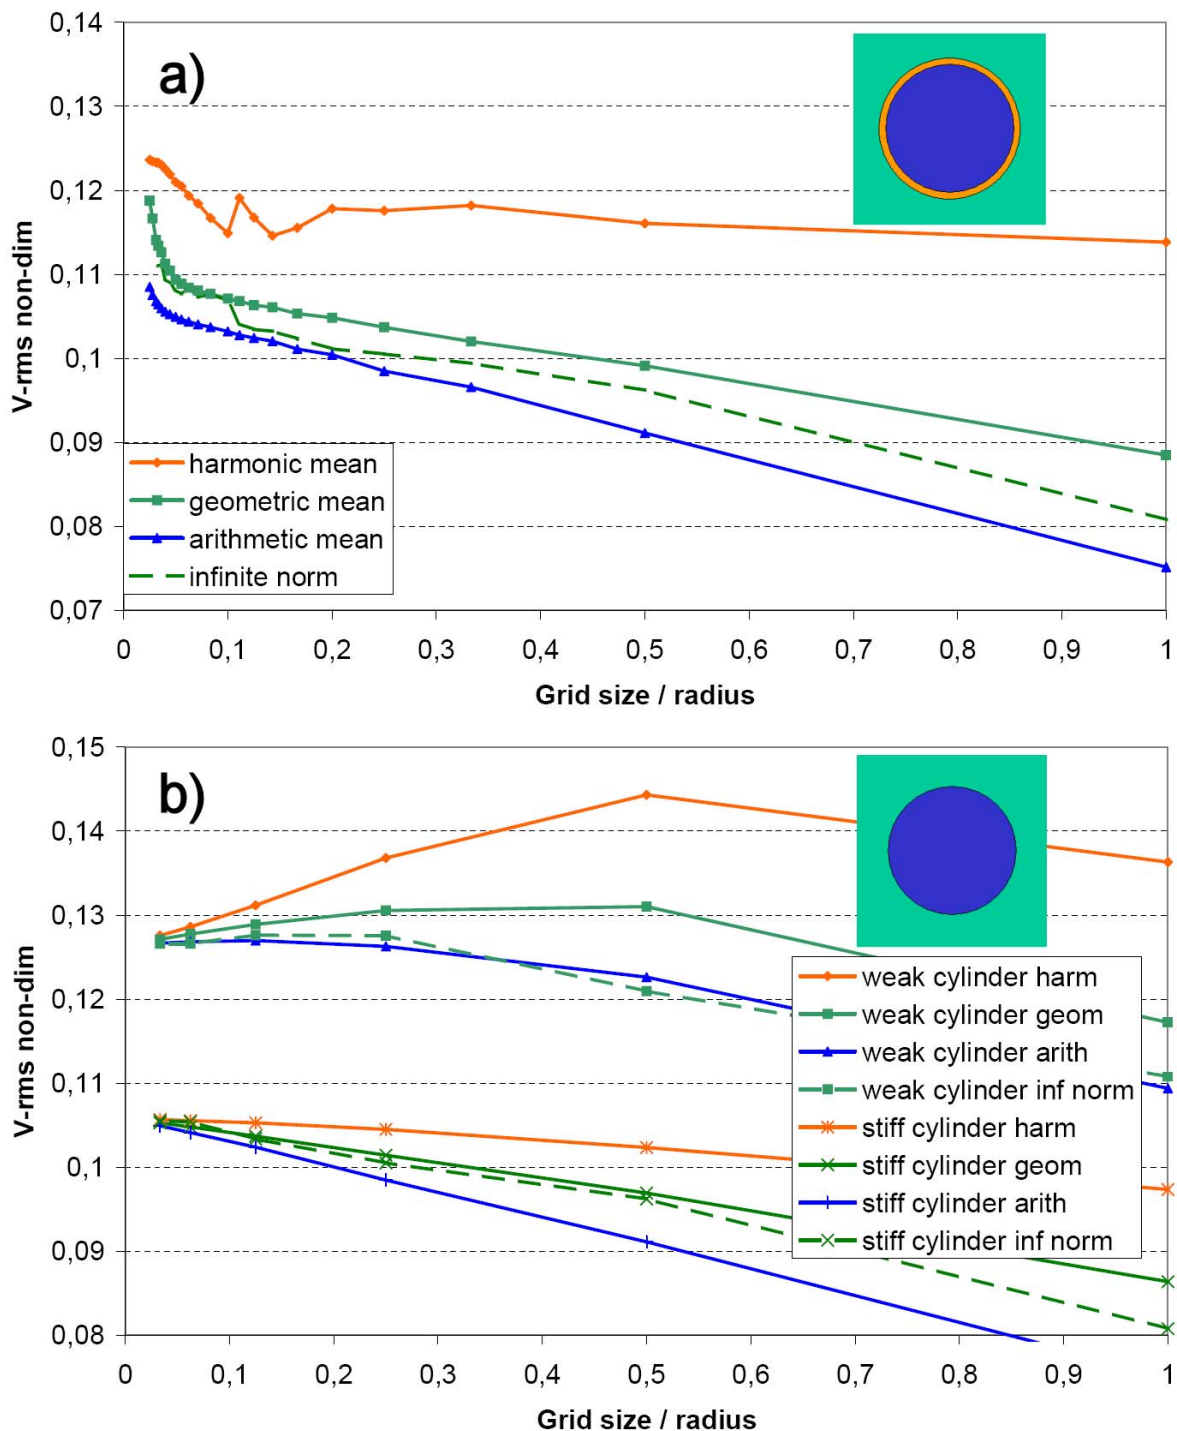 a)
0,14
0,13
0,12
0,11
0,1
0,09
0,08
0,07
V-rms non-dim
harmonic mean
geometric mean
arithmetic mean
infinite norm
0 0,1 0,2 0,3 0,4 0,5 0,6 0,7 0,8 0,9 1
Grid size / radius
b)
0,15
0,14
0,13
0,12
0,11
0,1
0,09
0,08
V-rms non-dim
weak cylinder harm
weak cylinder geom
weak cylinder arith
weak cylinder inf norm
stiff cylinder harm
stiff cylinder geom
stiff cylinder arith
stiff cylinder inf norm
0 0,1 0,2 0,3 0,4 0,5 0,6 0,7 0,8 0,9 1
Grid size / radius